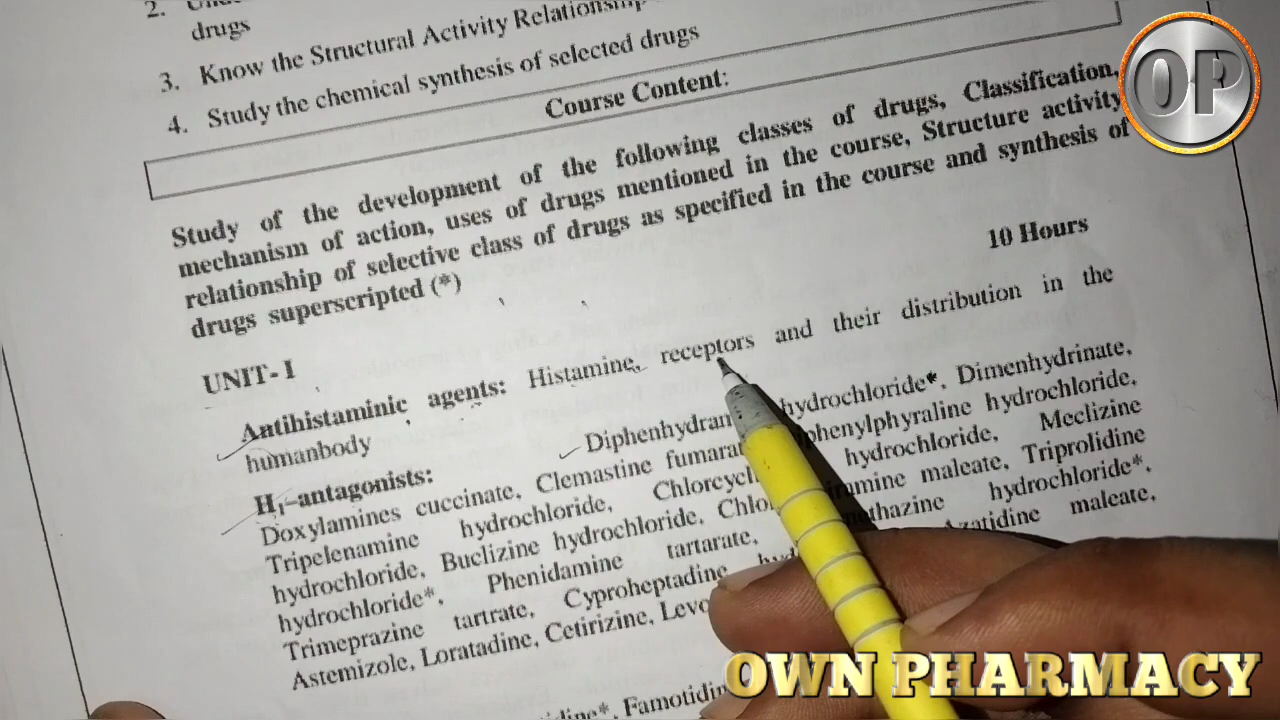 2.
drugs
3. Know the Structural Activity Relationship
4. Study the chemical synthesis of selected drugs
Course Content:
Study of the development of the following classes of drugs, Classification,
mechanism of action, uses of drugs mentioned in the course, Structure activity
relationship of selective class of drugs as specified in the course and synthesis of
drugs superscripted (*)
10 Hours
UNIT- I
Antihistaminic agents: Histamine, receptors and their distribution in the
humanbody
H1–antagonists: Diphenhydram hydrochloride*, Dimenhydrinate,
Doxylamines cuccinate, Clemastine fumarat phenylphyraline hydrochloride,
Tripelenamine hydrochloride, Chlorcycl hydrochloride, Meclizine
hydrochloride, Buclizine hydrochloride, Chlor maleate, Triprolidine
hydrochloride*, Phenidamine tartarate, hydrochloride*,
Trimeprazine tartrate, Cyproheptadine Azatidine maleate,
Astemizole, Loratadine, Cetirizine, Levo
Famotidin
OP
OWN PHARMACY